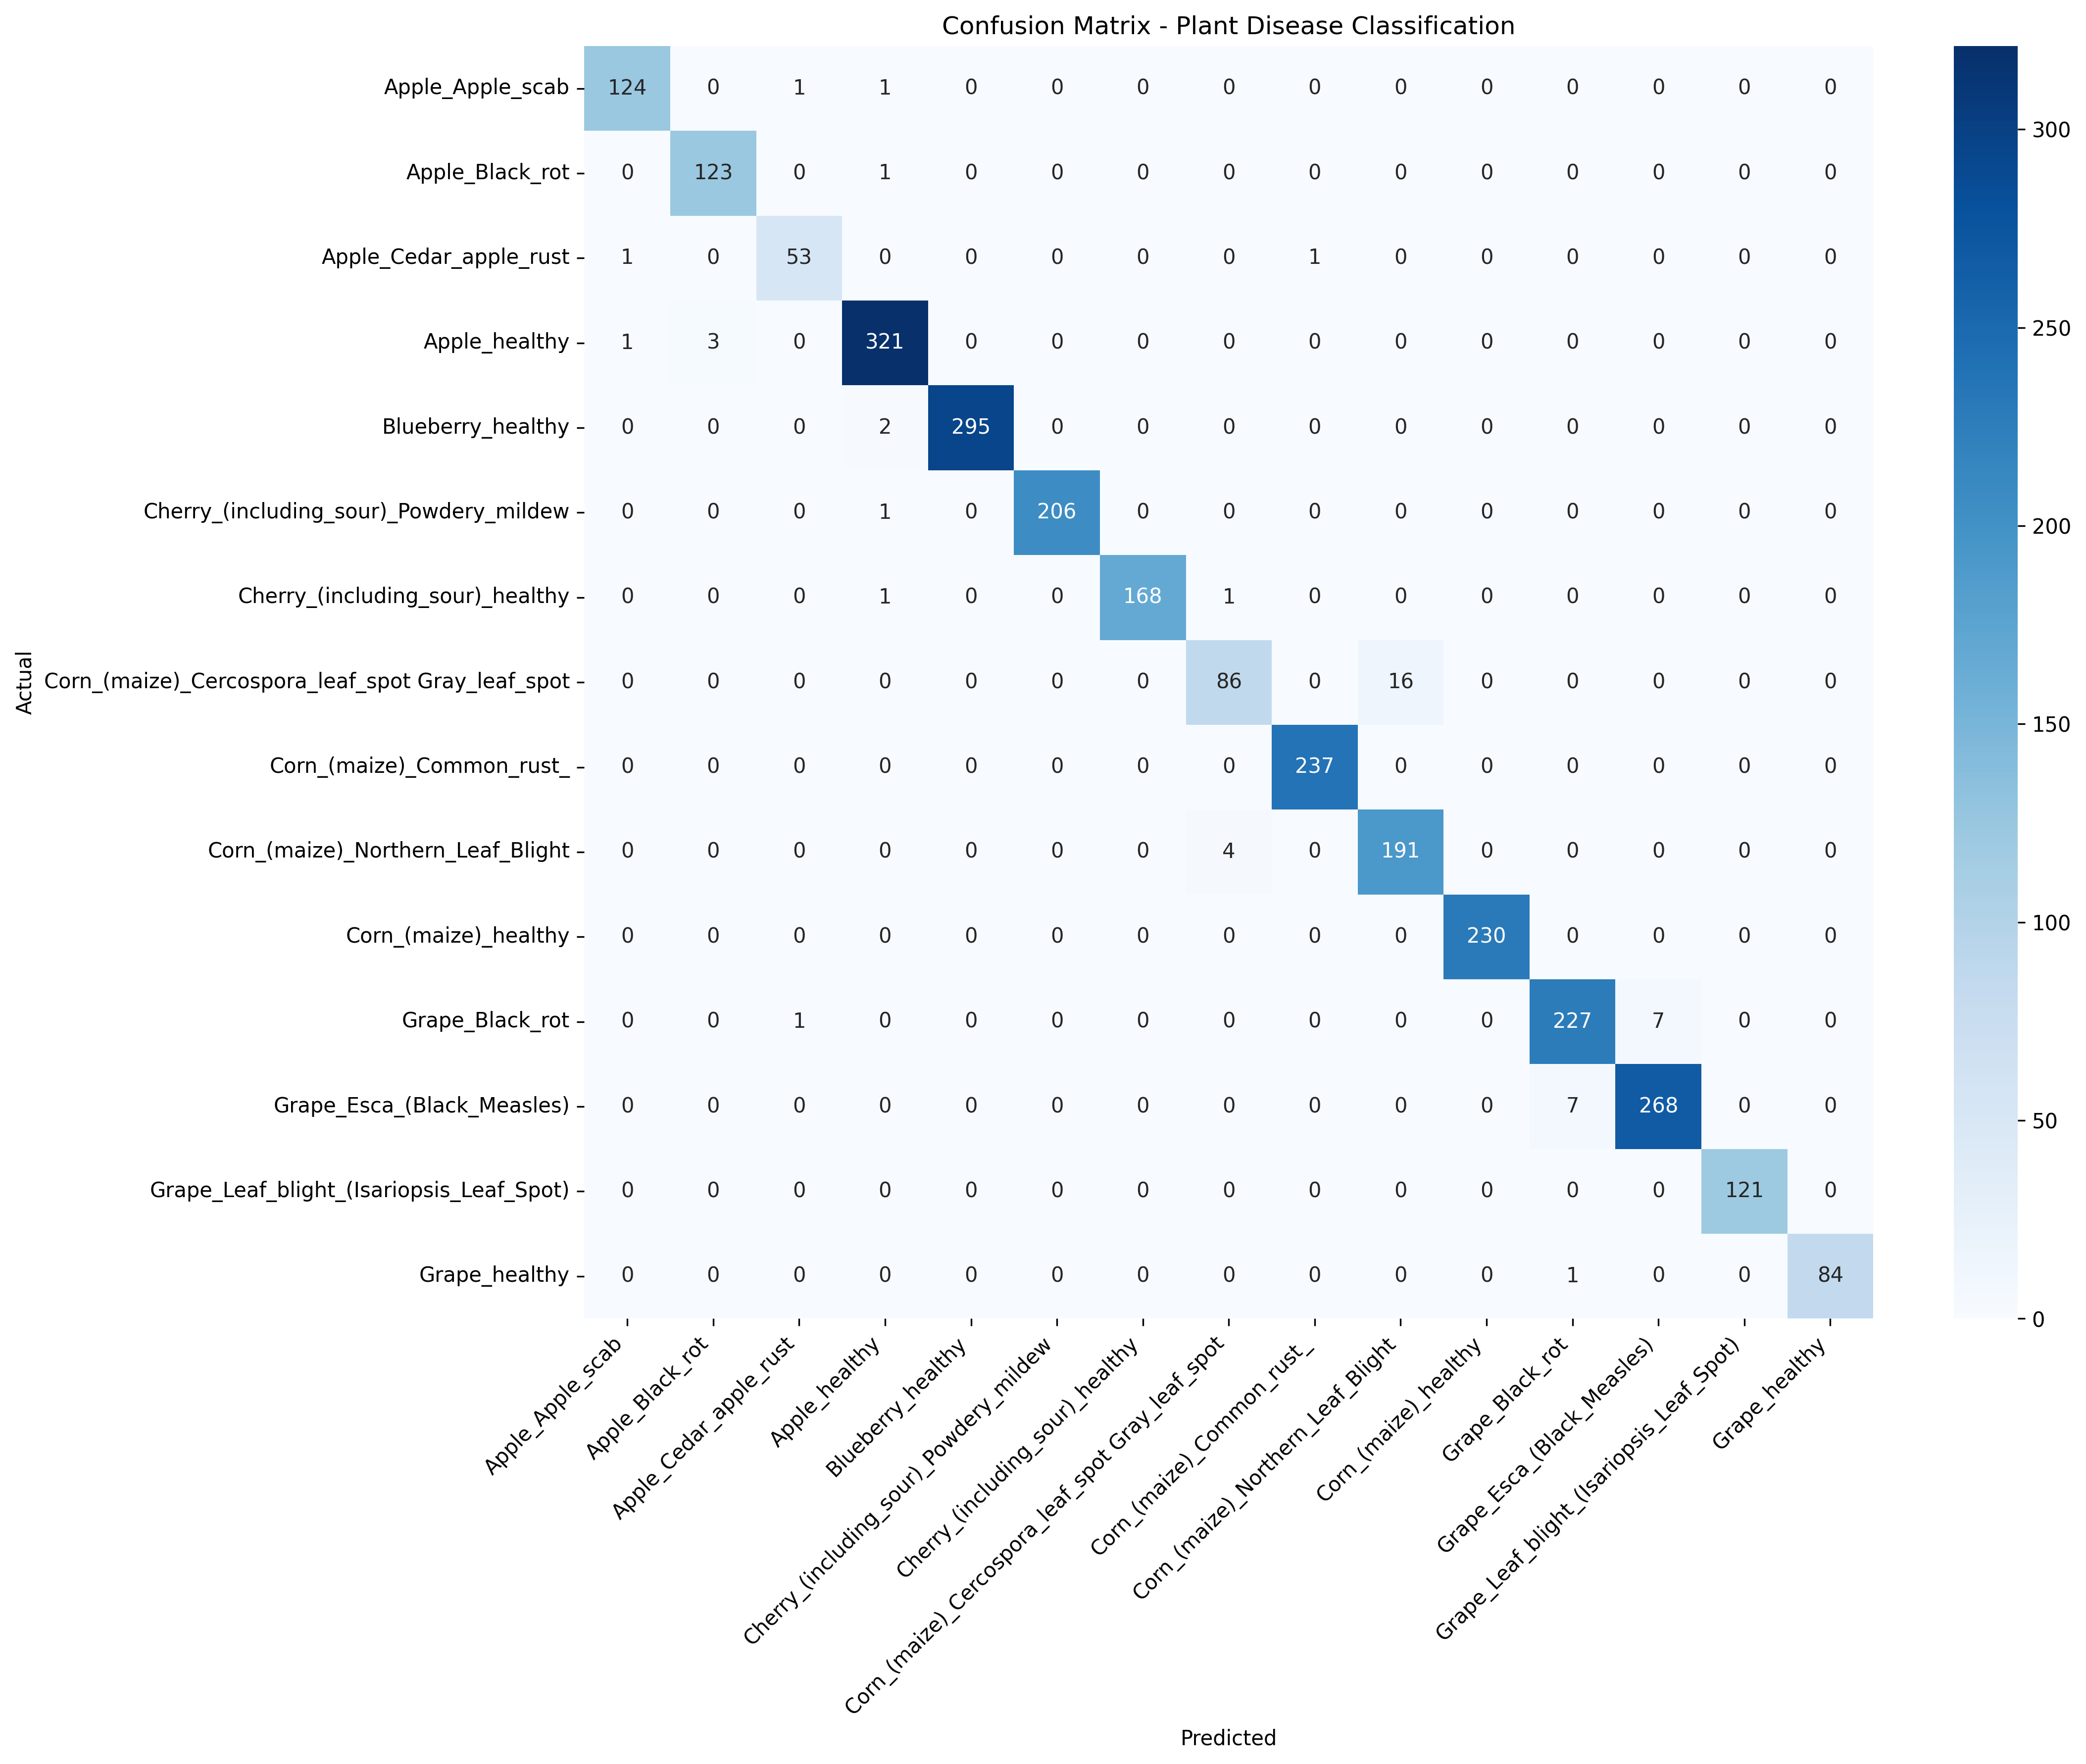 Confusion Matrix - Plant Disease Classification
Apple_Apple_scab 124 0 1 1 0 0 0 0 0 0 0 0 0 0 0
Apple_Black_rot 0 123 0 1 0 0 0 0 0 0 0 0 0 0 0
Apple_Cedar_apple_rust 1 0 53 0 0 0 0 0 1 0 0 0 0 0 0
Apple_healthy 1 3 0 321 0 0 0 0 0 0 0 0 0 0 0
Blueberry_healthy 0 0 0 2 295 0 0 0 0 0 0 0 0 0 0
Cherry_(including_sour)_Powdery_mildew 0 0 0 1 0 206 0 0 0 0 0 0 0 0 0
Cherry_(including_sour)_healthy 0 0 0 1 0 0 168 1 0 0 0 0 0 0 0
Corn_(maize)_Cercospora_leaf_spot Gray_leaf_spot 0 0 0 0 0 0 0 86 0 16 0 0 0 0 0
Corn_(maize)_Common_rust_ 0 0 0 0 0 0 0 0 237 0 0 0 0 0 0
Corn_(maize)_Northern_Leaf_Blight 0 0 0 0 0 0 0 4 0 191 0 0 0 0 0
Corn_(maize)_healthy 0 0 0 0 0 0 0 0 0 0 230 0 0 0 0
Grape_Black_rot 0 0 1 0 0 0 0 0 0 0 0 227 7 0 0
Grape_Esca_(Black_Measles) 0 0 0 0 0 0 0 0 0 0 0 7 268 0 0
Grape_Leaf_blight_(Isariopsis_Leaf_Spot) 0 0 0 0 0 0 0 0 0 0 0 0 0 121 0
Grape_healthy 0 0 0 0 0 0 0 0 0 0 0 1 0 0 84
Actual
Apple_Apple_scab
Apple_Black_rot
Apple_Cedar_apple_rust
Apple_healthy
Blueberry_healthy
Cherry_(including_sour)_Powdery_mildew
Cherry_(including_sour)_healthy
Corn_(maize)_Cercospora_leaf_spot Gray_leaf_spot
Corn_(maize)_Common_rust_
Corn_(maize)_Northern_Leaf_Blight
Corn_(maize)_healthy
Grape_Black_rot
Grape_Esca_(Black_Measles)
Grape_Leaf_blight_(Isariopsis_Leaf_Spot)
Grape_healthy
Predicted
300
250
200
150
100
50
0